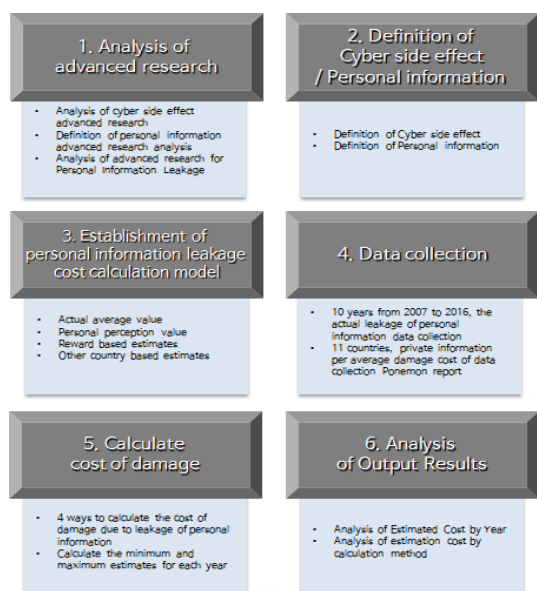 1. Analysis of
advanced research
• Analysis of cyber side effect
advanced research
• Definition of personal information
advanced research analysis
• Analysis of advanced research for
Personal Information Leakage
2. Definition of
Cyber side effect
/ Personal information
• Definition of Cyber side effect
• Definition of Personal information
3. Establishment of
personal information leakage
cost calculation model
• Actual average value
• Personal perception value
• Reward based estimates
• Other country based estimates
4. Data collection
• 10 years from 2007 to 2016, the
actual leakage of personal
information data collection
• 11 countries, private information
per average damage cost of data
collection Ponemon report
5. Calculate
cost of damage
• 4 ways to calculate the cost of
damage due to leakage of personal
information
• Calculate the minimum and
maximum estimates for each year
6. Analysis
of Output Results
• Analysis of Estimated Cost by Year
• Analysis of estimation cost by
calculation method